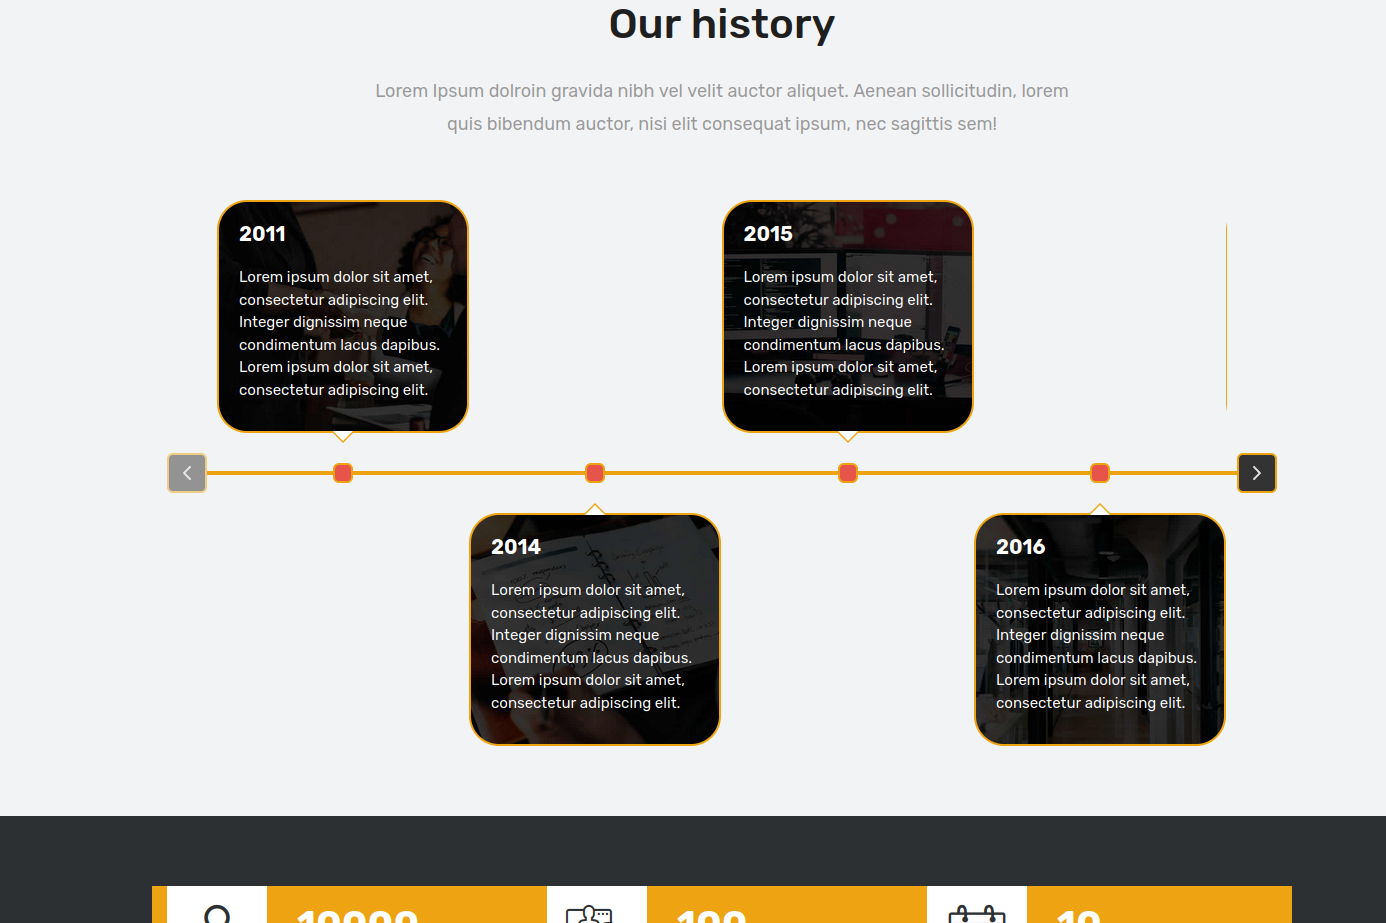 Our history
Lorem Ipsum dolroin gravida nibh vel velit auctor aliquet. Aenean sollicitudin, lorem
quis bibendum auctor, nisi elit consequat ipsum, nec sagittis sem!
2011
Lorem ipsum dolor sit amet,
consectetur adipiscing elit.
Integer dignissim neque
condimentum lacus dapibus.
Lorem ipsum dolor sit amet,
consectetur adipiscing elit.
2015
Lorem ipsum dolor sit amet,
consectetur adipiscing elit.
Integer dignissim neque
condimentum lacus dapibus.
Lorem ipsum dolor sit amet,
consectetur adipiscing elit.
2014
Lorem ipsum dolor sit amet,
consectetur adipiscing elit.
Integer dignissim neque
condimentum lacus dapibus.
Lorem ipsum dolor sit amet,
consectetur adipiscing elit.
2016
Lorem ipsum dolor sit amet,
consectetur adipiscing elit.
Integer dignissim neque
condimentum lacus dapibus.
Lorem ipsum dolor sit amet,
consectetur adipiscing elit.